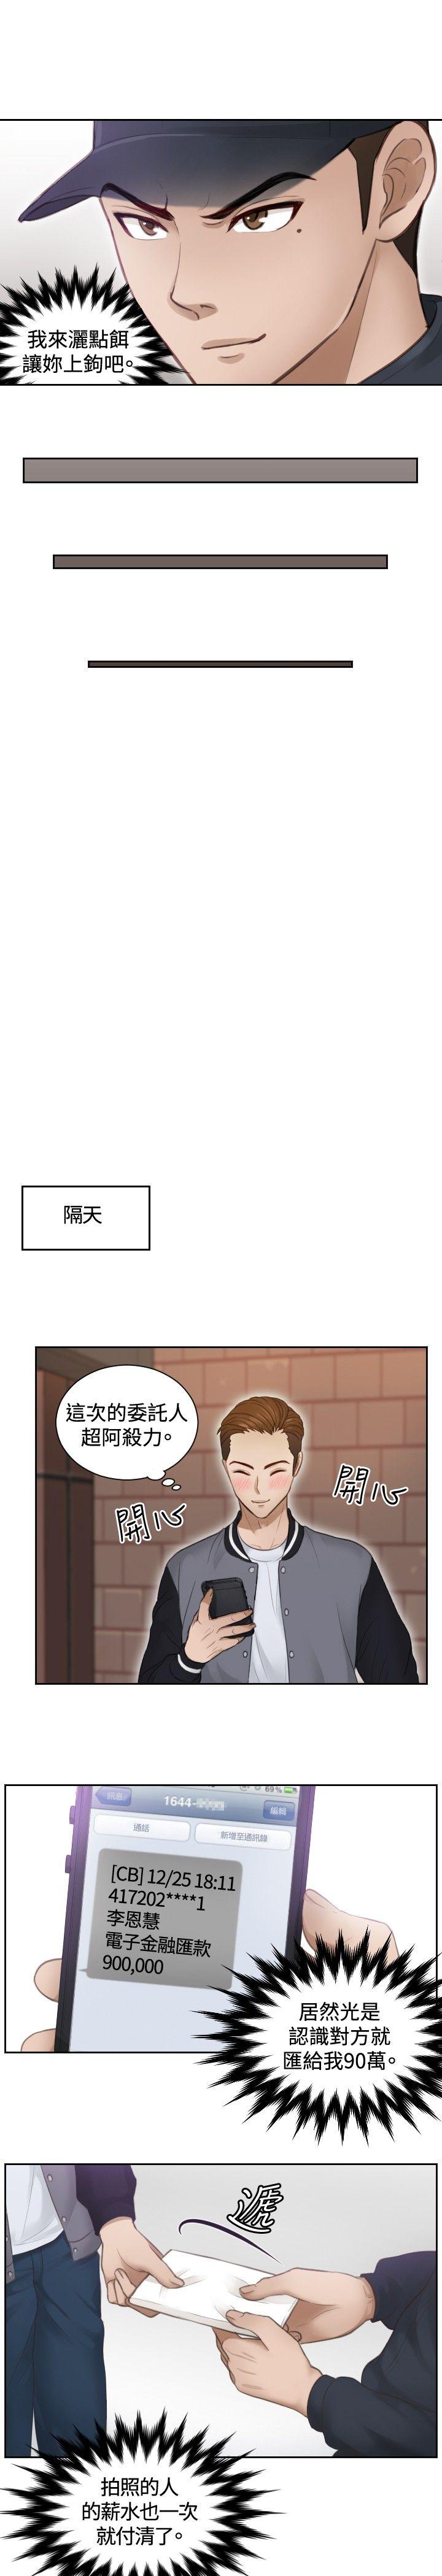 我來灑點餌
讓妳上鉤吧。
隔天
這次的委託人
超阿殺力。
開心
開心
69%
訊息
1644-
編輯
通話
新增至通訊錄
[CB] 12/25 18:11
417202****1
李恩慧
電子金融匯款
900,000
居然光是
認識對方就
匯給我90萬。
遞
拍照的人
的薪水也一次
就付清了。